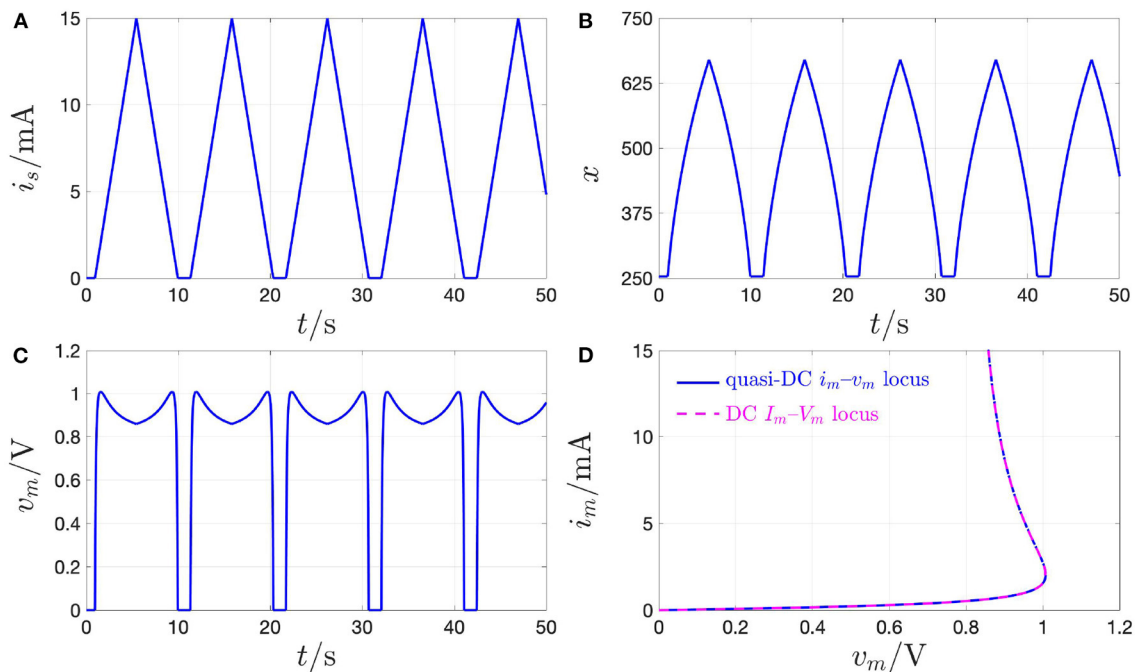 A
15
10
5
0
i_s/mA
0 10 20 30 40 50
t/s
B
750
625
500
375
250
x
0 10 20 30 40 50
t/s
C
1.2
1
0.8
0.6
0.4
0.2
0
v_m/V
0 10 20 30 40 50
t/s
D
15
10
5
0
i_m/mA
quasi-DC i_m–v_m locus
DC I_m–V_m locus
0 0.2 0.4 0.6 0.8 1 1.2
v_m/V